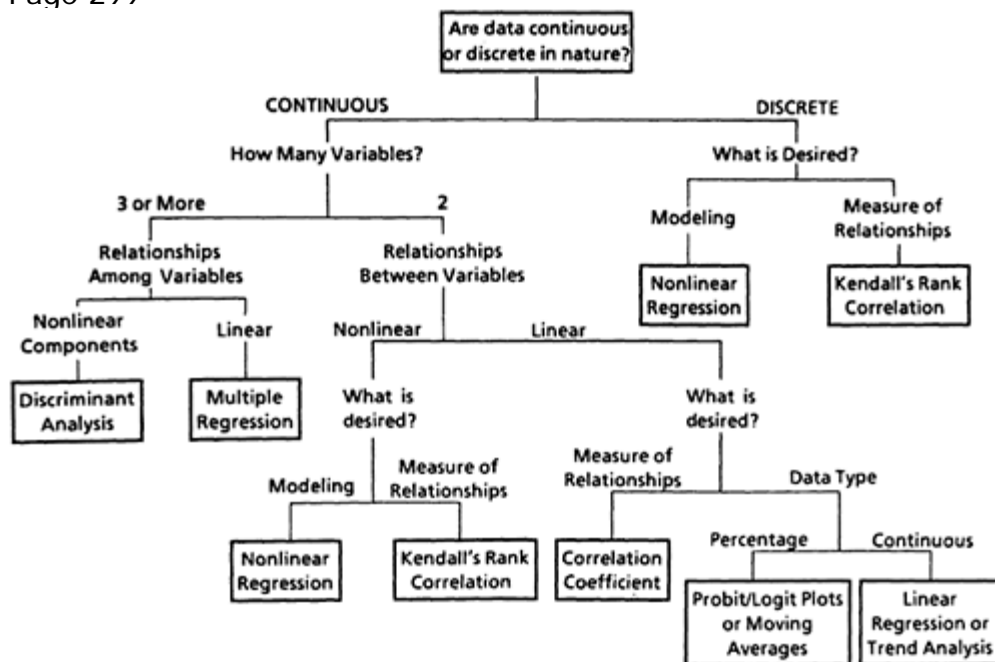 Are data continuous
or discrete in nature?
CONTINUOUS
DISCRETE
How Many Variables?
What is Desired?
3 or More
2
Modeling
Measure of
Relationships
Relationships
Among Variables
Relationships
Between Variables
Nonlinear
Regression
Kendall's Rank
Correlation
Nonlinear
Components
Linear
Nonlinear
Linear
Discriminant
Analysis
Multiple
Regression
What is
desired?
What is
desired?
Modeling
Measure of
Relationships
Measure of
Relationships
Data Type
Nonlinear
Regression
Kendall's Rank
Correlation
Correlation
Coefficient
Percentage
Continuous
Probit/Logit Plots
or Moving
Averages
Linear
Regression or
Trend Analysis